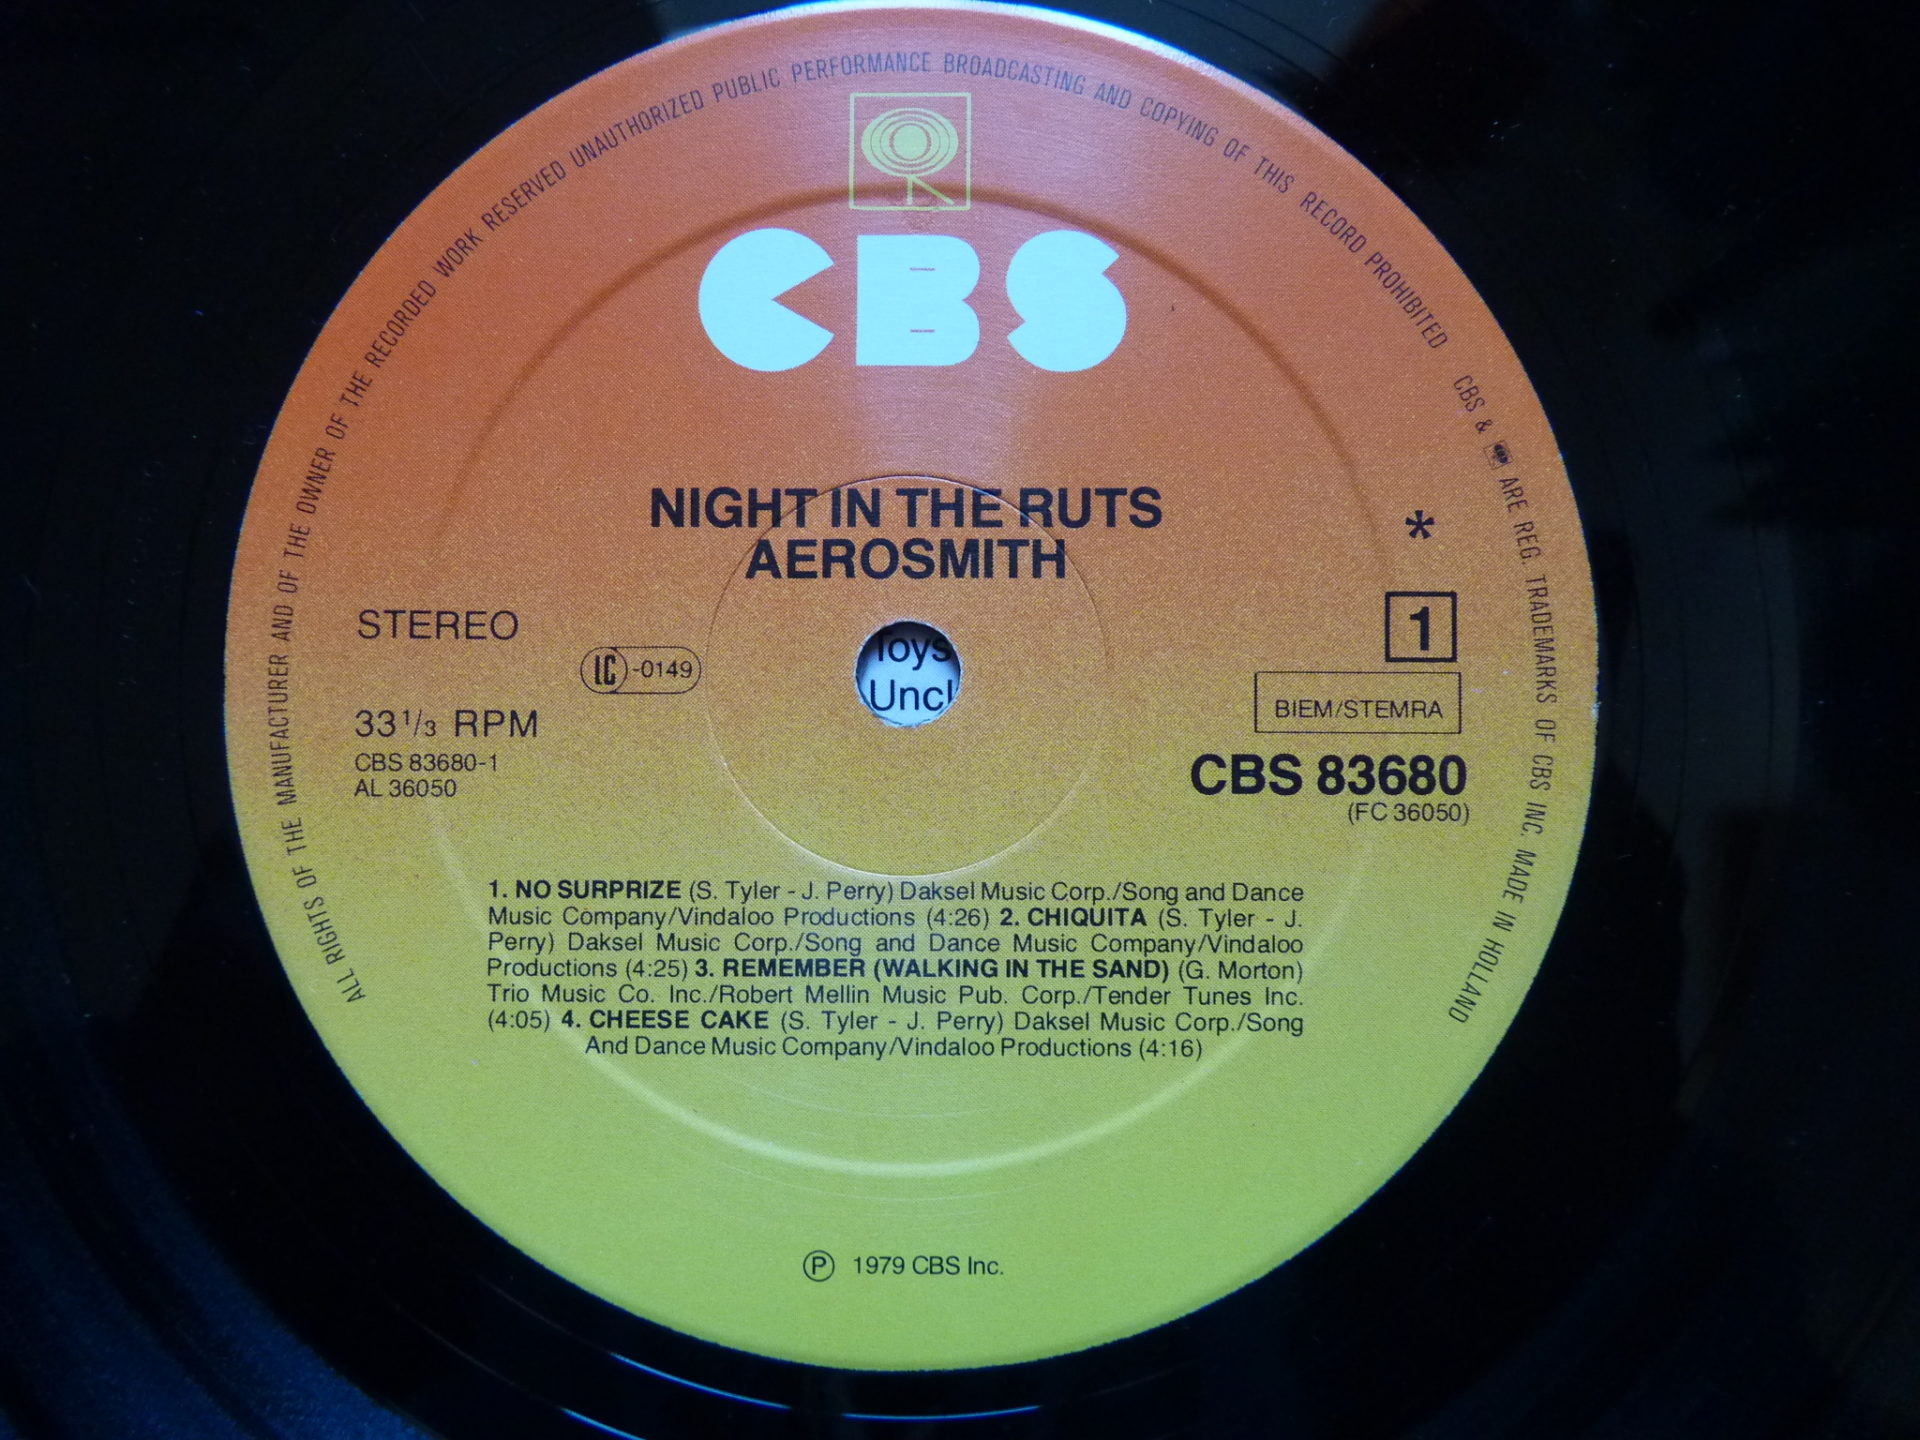 ALL RIGHTS OF THE MANUFACTURER AND OF THE OWNER OF THE RECORDED WORK RESERVED UNAUTHORIZED PUBLIC PERFORMANCE BROADCASTING AND COPYING OF THIS RECORD PROHIBITED
CBS & ARE REG. TRADEMARKS OF CBS INC. MADE IN HOLLAND
CBS
NIGHT IN THE RUTS
AEROSMITH
*
STEREO
1
LC-0149
Toys
Uncl
BIEM/STEMRA
33 1/3 RPM
CBS 83680-1
AL 36050
CBS 83680
(FC 36050)
1. NO SURPRIZE (S. Tyler - J. Perry) Daksel Music Corp./Song and Dance
Music Company/Vindaloo Productions (4:26) 2. CHIQUITA (S. Tyler - J.
Perry) Daksel Music Corp./Song and Dance Music Company/Vindaloo
Productions (4:25) 3. REMEMBER (WALKING IN THE SAND) (G. Morton)
Trio Music Co. Inc./Robert Mellin Music Pub. Corp./Tender Tunes Inc.
(4:05) 4. CHEESE CAKE (S. Tyler - J. Perry) Daksel Music Corp./Song
And Dance Music Company/Vindaloo Productions (4:16)
Ⓟ 1979 CBS Inc.